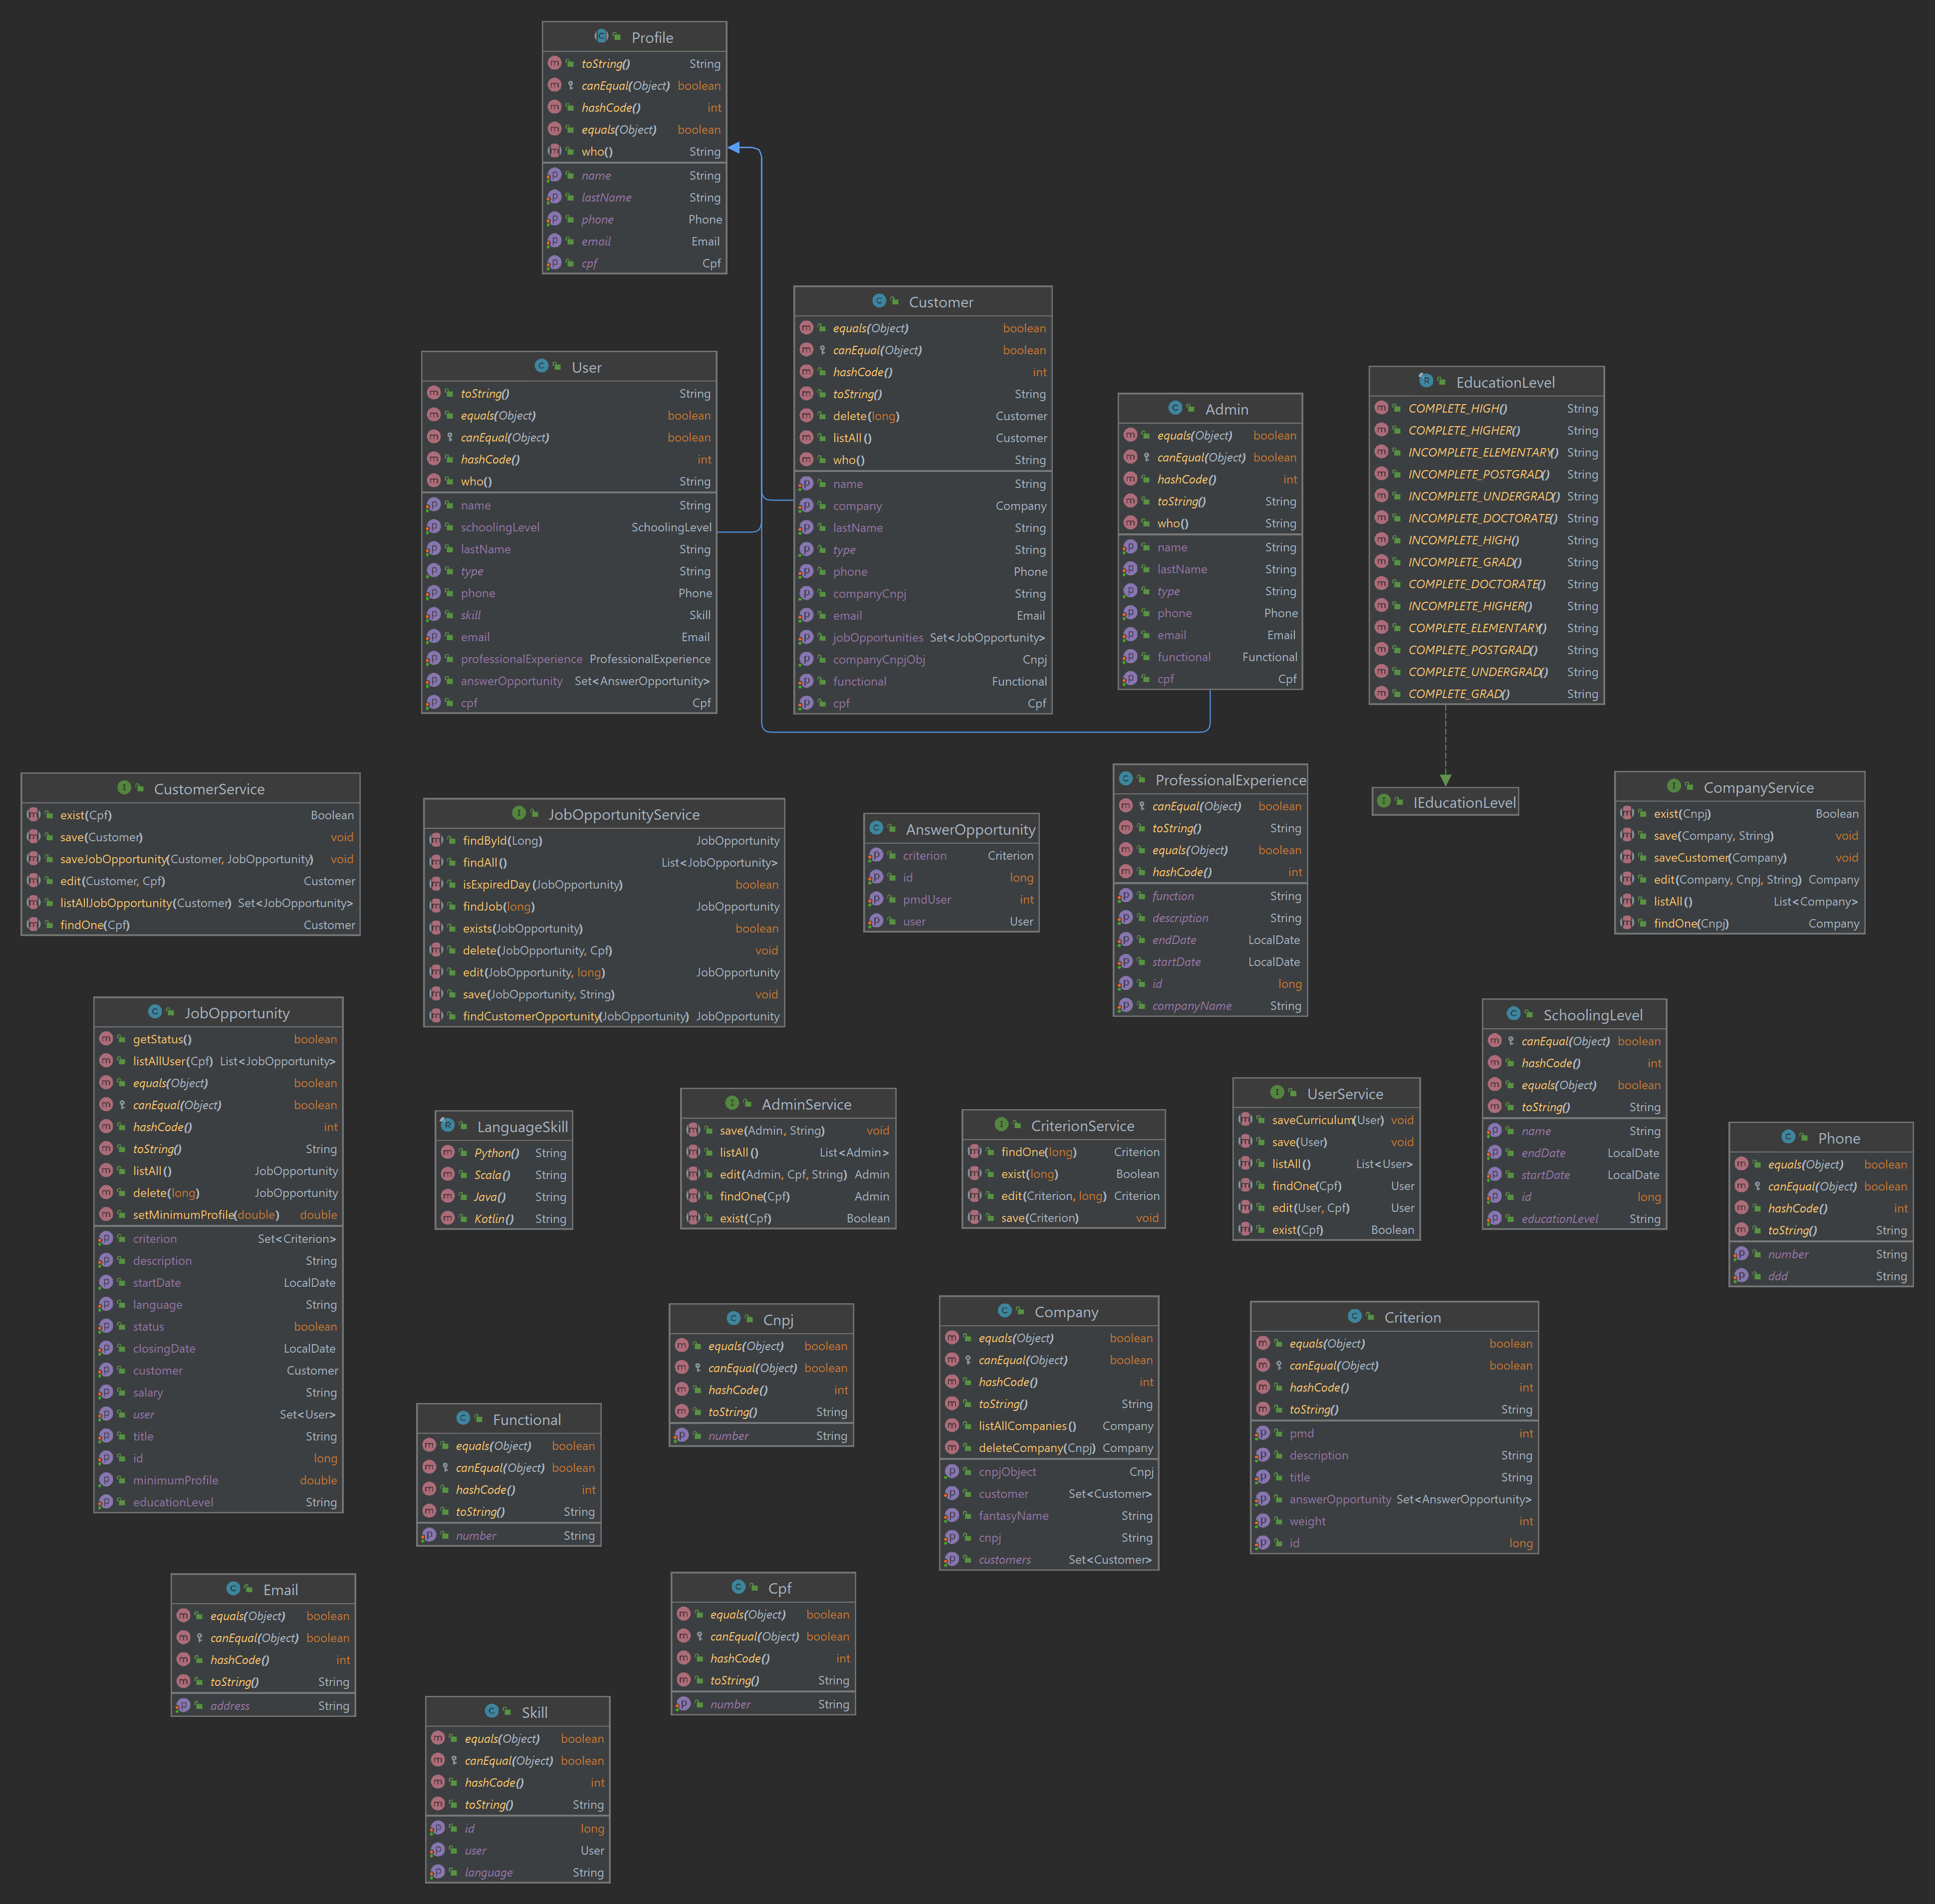 Profile
toString() String
canEqual(Object) boolean
hashCode() int
equals(Object) boolean
who() String
name String
lastName String
phone Phone
email Email
cpf Cpf
Customer
equals(Object) boolean
canEqual(Object) boolean
hashCode() int
toString() String
delete(long) Customer
listAll() Customer
who() String
name String
company Company
lastName String
type String
phone Phone
companyCnpj String
email Email
jobOpportunities Set<JobOpportunity>
companyCnpjObj Cnpj
functional Functional
cpf Cpf
User
toString() String
equals(Object) boolean
canEqual(Object) boolean
hashCode() int
who() String
name String
schoolingLevel SchoolingLevel
lastName String
type String
phone Phone
skill Skill
email Email
professionalExperience ProfessionalExperience
answerOpportunity Set<AnswerOpportunity>
cpf Cpf
Admin
equals(Object) boolean
canEqual(Object) boolean
hashCode() int
toString() String
who() String
name String
lastName String
type String
phone Phone
email Email
functional Functional
cpf Cpf
EducationLevel
COMPLETE_HIGH() String
COMPLETE_HIGHER() String
INCOMPLETE_ELEMENTARY() String
INCOMPLETE_POSTGRAD() String
INCOMPLETE_UNDERGRAD() String
INCOMPLETE_DOCTORATE() String
INCOMPLETE_HIGH() String
INCOMPLETE_GRAD() String
COMPLETE_DOCTORATE() String
INCOMPLETE_HIGHER() String
COMPLETE_ELEMENTARY() String
COMPLETE_POSTGRAD() String
COMPLETE_UNDERGRAD() String
COMPLETE_GRAD() String
CustomerService
exist(Cpf) Boolean
save(Customer) void
saveJobOpportunity(Customer, JobOpportunity) void
edit(Customer, Cpf) Customer
listAllJobOpportunity(Customer) Set<JobOpportunity>
findOne(Cpf) Customer
JobOpportunityService
findById(Long) JobOpportunity
findAll() List<JobOpportunity>
isExpiredDay(JobOpportunity) boolean
findJob(long) JobOpportunity
exists(JobOpportunity) boolean
delete(JobOpportunity, Cpf) void
edit(JobOpportunity, long) JobOpportunity
save(JobOpportunity, String) void
findCustomerOpportunity(JobOpportunity) JobOpportunity
AnswerOpportunity
criterion Criterion
id long
pmdUser int
user User
ProfessionalExperience
canEqual(Object) boolean
toString() String
equals(Object) boolean
hashCode() int
function String
description String
endDate LocalDate
startDate LocalDate
id long
companyName String
IEducationLevel
CompanyService
exist(Cnpj) Boolean
save(Company, String) void
saveCustomer(Company) void
edit(Company, Cnpj, String) Company
listAll() List<Company>
findOne(Cnpj) Company
JobOpportunity
getStatus() boolean
listAllUser(Cpf) List<JobOpportunity>
equals(Object) boolean
canEqual(Object) boolean
hashCode() int
toString() String
listAll() JobOpportunity
delete(long) JobOpportunity
setMinimumProfile(double) double
criterion Set<Criterion>
description String
startDate LocalDate
language String
status boolean
closingDate LocalDate
customer Customer
salary String
user Set<User>
title String
id long
minimumProfile double
educationLevel String
LanguageSkill
Python() String
Scala() String
Java() String
Kotlin() String
AdminService
save(Admin, String) void
listAll() List<Admin>
edit(Admin, Cpf, String) Admin
findOne(Cpf) Admin
exist(Cpf) Boolean
CriterionService
findOne(long) Criterion
exist(long) Boolean
edit(Criterion, long) Criterion
save(Criterion) void
UserService
saveCurriculum(User) void
save(User) void
listAll() List<User>
findOne(Cpf) User
edit(User, Cpf) User
exist(Cpf) Boolean
SchoolingLevel
canEqual(Object) boolean
hashCode() int
equals(Object) boolean
toString() String
name String
endDate LocalDate
startDate LocalDate
id long
educationLevel String
Phone
equals(Object) boolean
canEqual(Object) boolean
hashCode() int
toString() String
number String
ddd String
Functional
equals(Object) boolean
canEqual(Object) boolean
hashCode() int
toString() String
number String
Cnpj
equals(Object) boolean
canEqual(Object) boolean
hashCode() int
toString() String
number String
Company
equals(Object) boolean
canEqual(Object) boolean
hashCode() int
toString() String
listAllCompanies() Company
deleteCompany(Cnpj) Company
cnpjObject Cnpj
customer Set<Customer>
fantasyName String
cnpj String
customers Set<Customer>
Criterion
equals(Object) boolean
canEqual(Object) boolean
hashCode() int
toString() String
pmd int
description String
title String
answerOpportunity Set<AnswerOpportunity>
weight int
id long
Email
equals(Object) boolean
canEqual(Object) boolean
hashCode() int
toString() String
address String
Cpf
equals(Object) boolean
canEqual(Object) boolean
hashCode() int
toString() String
number String
Skill
equals(Object) boolean
canEqual(Object) boolean
hashCode() int
toString() String
id long
user User
language String